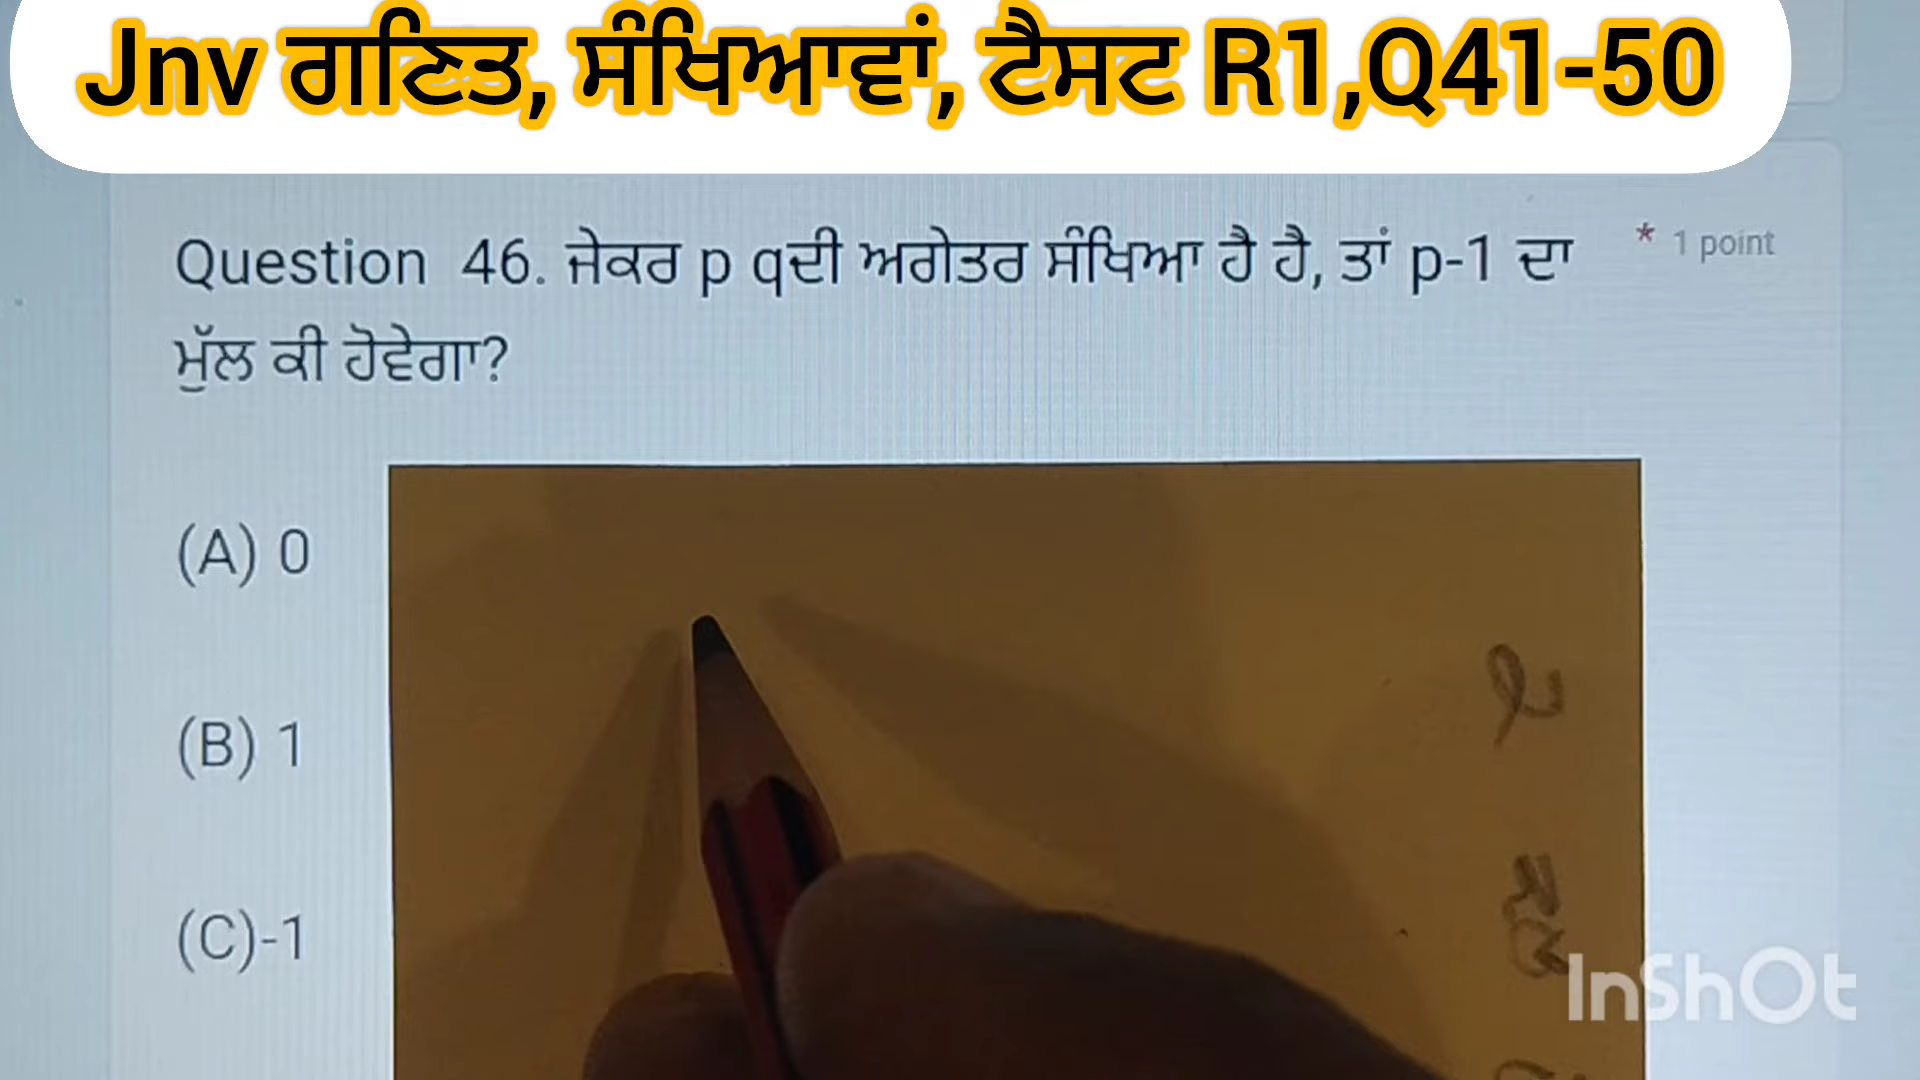 Jnv ਗਣਿਤ, ਸੰਖਿਆਵਾਂ, ਟੈਸਟ R1,Q41-50
Question 46. ਜੇਕਰ p qਦੀ ਅਗੇਤਰ ਸੰਖਿਆ ਹੈ ਹੈ, ਤਾਂ p-1 ਦਾ
* 1 point
ਮੁੱਲ ਕੀ ਹੋਵੇਗਾ?
(A) 0
(B) 1
(C)-1
InShOt